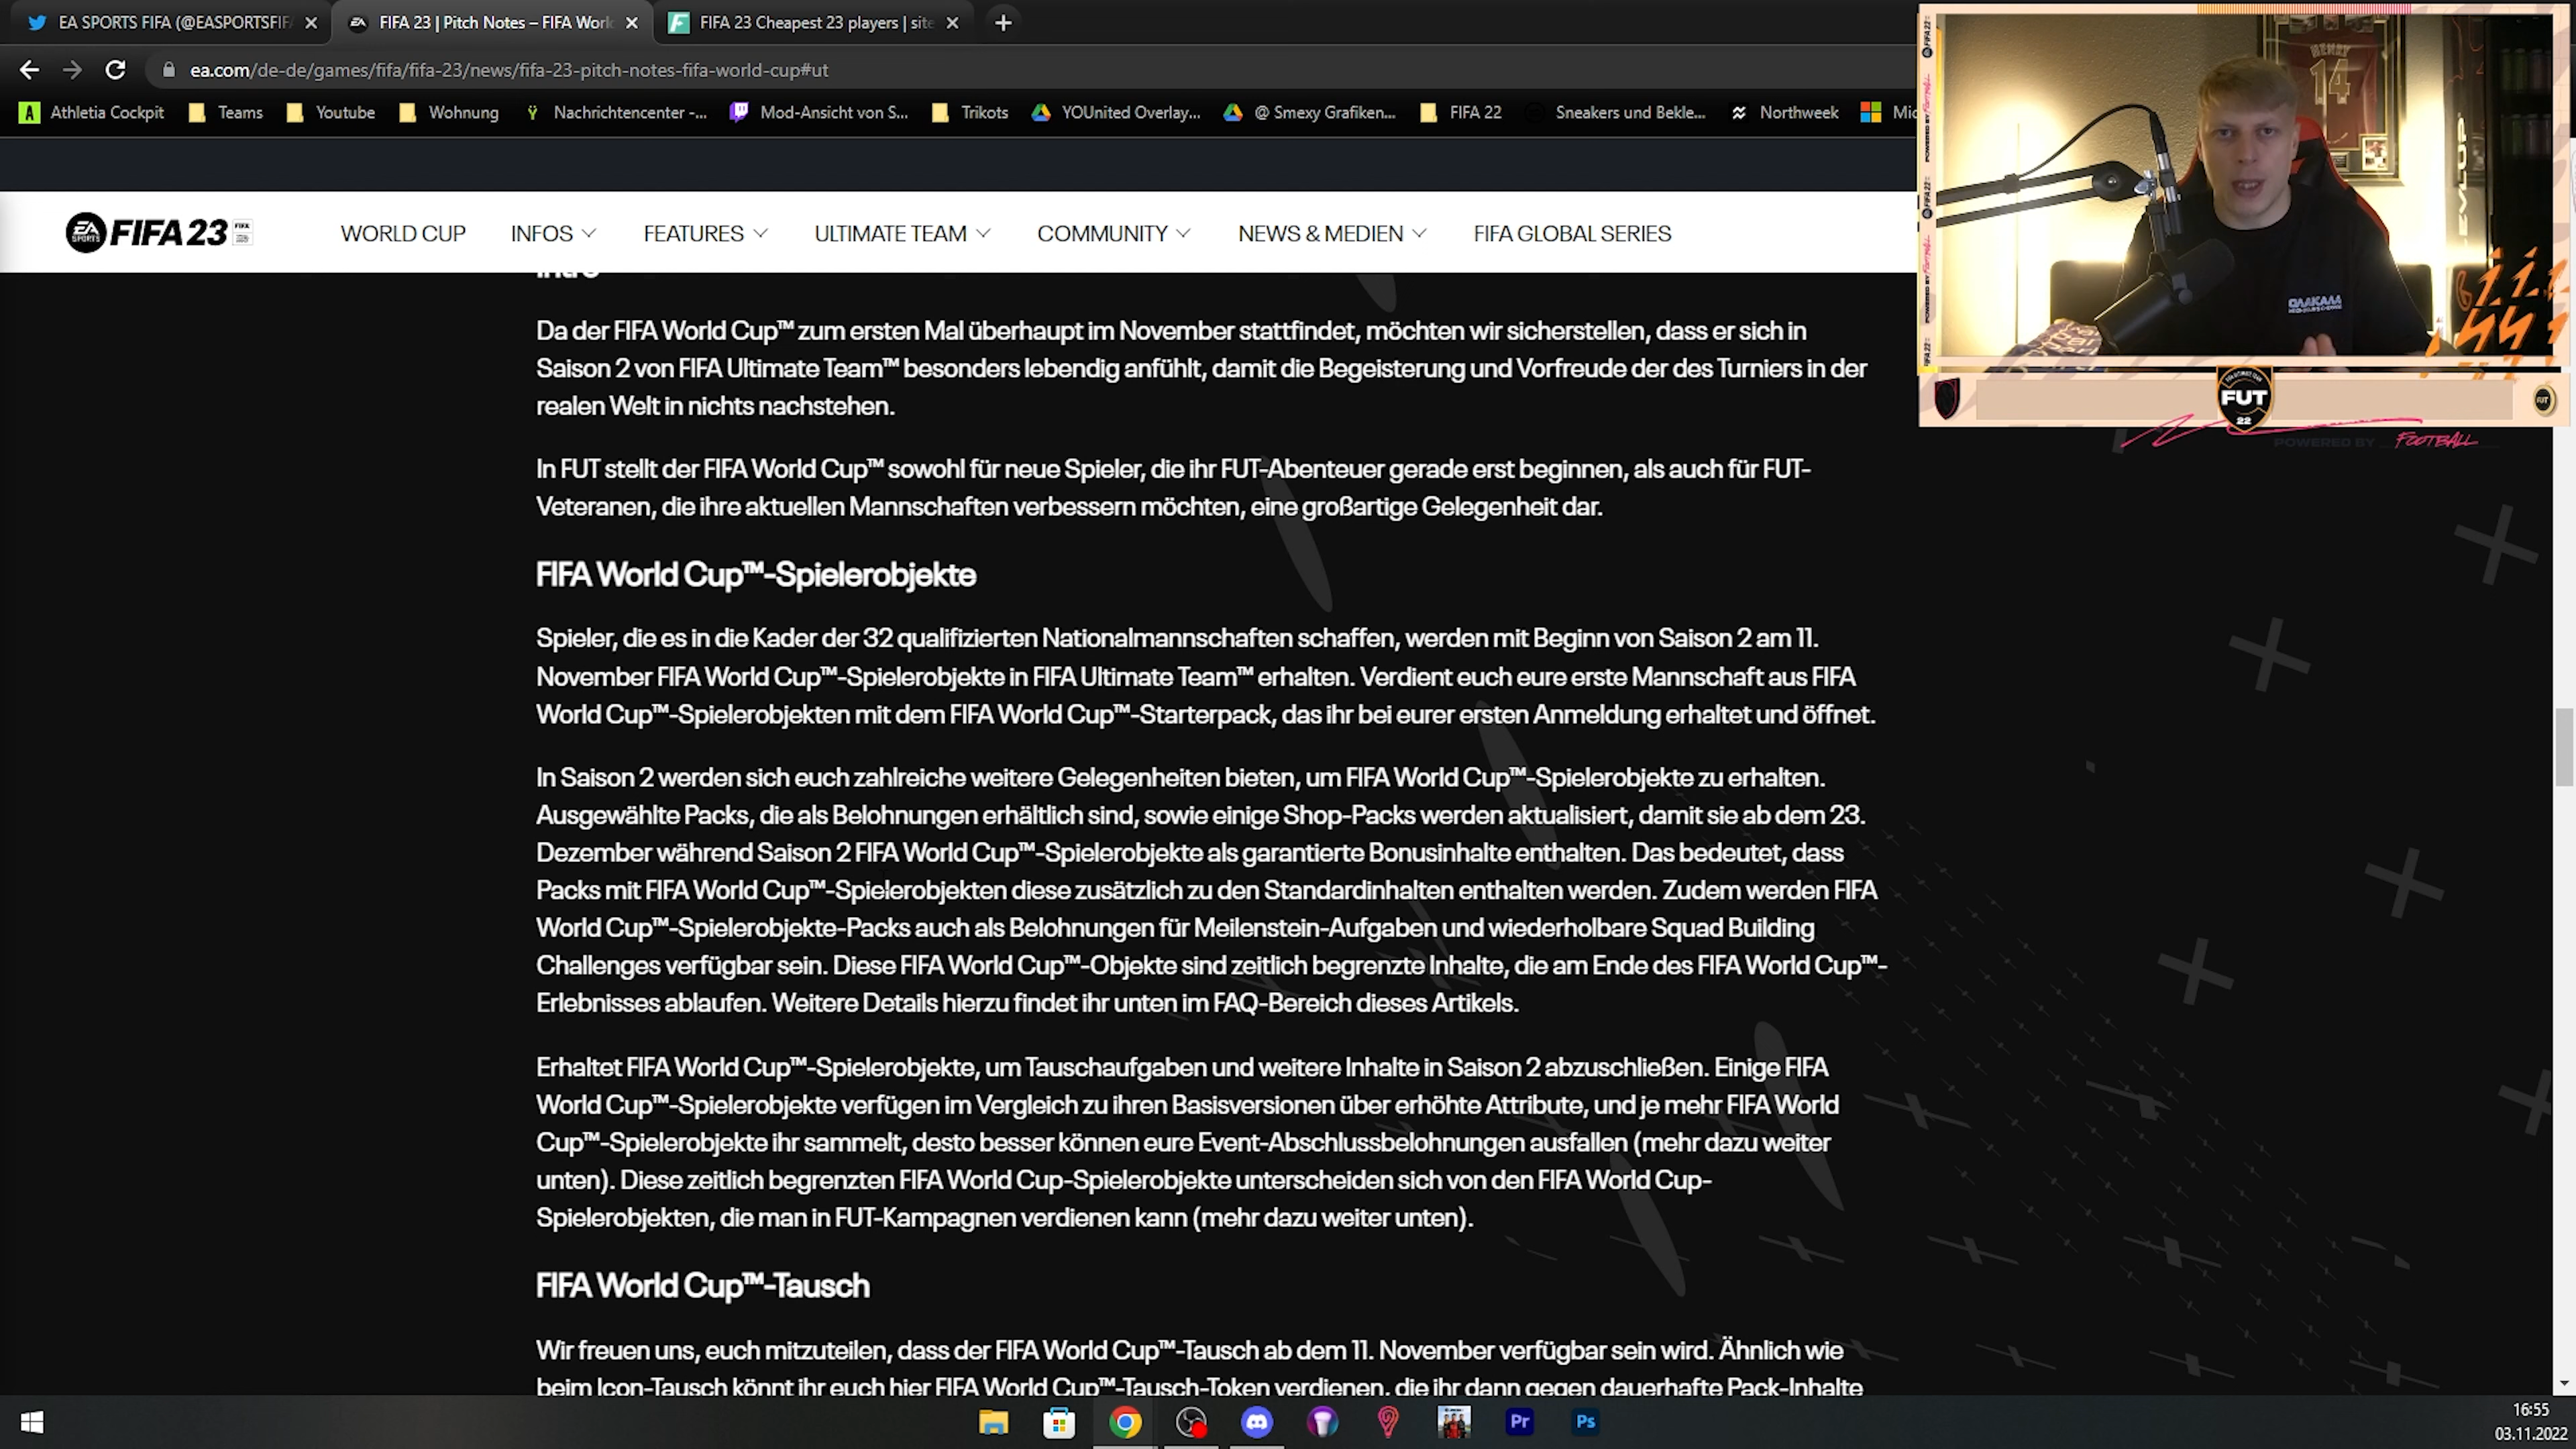 EA SPORTS FIFA (@EASPORTSFIFA
FIFA 23 | Pitch Notes – FIFA Worl
FIFA 23 Cheapest 23 players | site
ea.com/de-de/games/fifa/fifa-23/news/fifa-23-pitch-notes-fifa-world-cup#ut
Athletia Cockpit
Teams
Youtube
Wohnung
Nachrichtencenter -...
Mod-Ansicht von S...
Trikots
YOUnited Overlay...
@ Smexy Grafiken...
FIFA 22
Sneakers und Bekle...
Northweek
Mic
HENRY
14
EA SPORTS FIFA 23
WORLD CUP
INFOS
FEATURES
ULTIMATE TEAM
COMMUNITY
NEWS & MEDIEN
FIFA GLOBAL SERIES
FUT
22
POWERED BY FOOTBALL
Intro
Da der FIFA World Cup™ zum ersten Mal überhaupt im November stattfindet, möchten wir sicherstellen, dass er sich in
Saison 2 von FIFA Ultimate Team™ besonders lebendig anfühlt, damit die Begeisterung und Vorfreude der des Turniers in der
realen Welt in nichts nachstehen.
In FUT stellt der FIFA World Cup™ sowohl für neue Spieler, die ihr FUT-Abenteuer gerade erst beginnen, als auch für FUT-
Veteranen, die ihre aktuellen Mannschaften verbessern möchten, eine großartige Gelegenheit dar.
FIFA World Cup™-Spielerobjekte
Spieler, die es in die Kader der 32 qualifizierten Nationalmannschaften schaffen, werden mit Beginn von Saison 2 am 11.
November FIFA World Cup™-Spielerobjekte in FIFA Ultimate Team™ erhalten. Verdient euch eure erste Mannschaft aus FIFA
World Cup™-Spielerobjekten mit dem FIFA World Cup™-Starterpack, das ihr bei eurer ersten Anmeldung erhaltet und öffnet.
In Saison 2 werden sich euch zahlreiche weitere Gelegenheiten bieten, um FIFA World Cup™-Spielerobjekte zu erhalten.
Ausgewählte Packs, die als Belohnungen erhältlich sind, sowie einige Shop-Packs werden aktualisiert, damit sie ab dem 23.
Dezember während Saison 2 FIFA World Cup™-Spielerobjekte als garantierte Bonusinhalte enthalten. Das bedeutet, dass
Packs mit FIFA World Cup™-Spielerobjekten diese zusätzlich zu den Standardinhalten enthalten werden. Zudem werden FIFA
World Cup™-Spielerobjekte-Packs auch als Belohnungen für Meilenstein-Aufgaben und wiederholbare Squad Building
Challenges verfügbar sein. Diese FIFA World Cup™-Objekte sind zeitlich begrenzte Inhalte, die am Ende des FIFA World Cup™-
Erlebnisses ablaufen. Weitere Details hierzu findet ihr unten im FAQ-Bereich dieses Artikels.
Erhaltet FIFA World Cup™-Spielerobjekte, um Tauschaufgaben und weitere Inhalte in Saison 2 abzuschließen. Einige FIFA
World Cup™-Spielerobjekte verfügen im Vergleich zu ihren Basisversionen über erhöhte Attribute, und je mehr FIFA World
Cup™-Spielerobjekte ihr sammelt, desto besser können eure Event-Abschlussbelohnungen ausfallen (mehr dazu weiter
unten). Diese zeitlich begrenzten FIFA World Cup-Spielerobjekte unterscheiden sich von den FIFA World Cup-
Spielerobjekten, die man in FUT-Kampagnen verdienen kann (mehr dazu weiter unten).
FIFA World Cup™-Tausch
Wir freuen uns, euch mitzuteilen, dass der FIFA World Cup™-Tausch ab dem 11. November verfügbar sein wird. Ähnlich wie
beim Icon-Tausch könnt ihr euch hier FIFA World Cup™-Tausch-Token verdienen, die ihr dann gegen dauerhafte Pack-Inhalte
Pr
Ps
16:55
03.11.2022